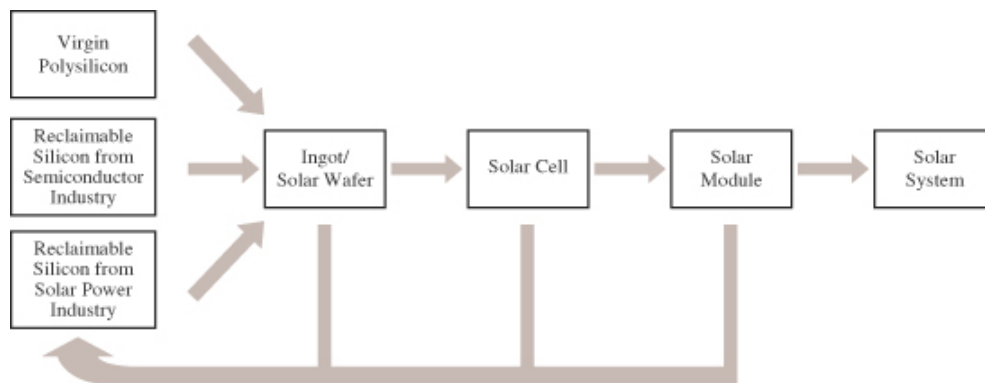 Virgin
Polysilicon
Reclaimable
Silicon from
Semiconductor
Industry
Reclaimable
Silicon from
Solar Power
Industry
Ingot/
Solar Wafer
Solar Cell
Solar
Module
Solar
System